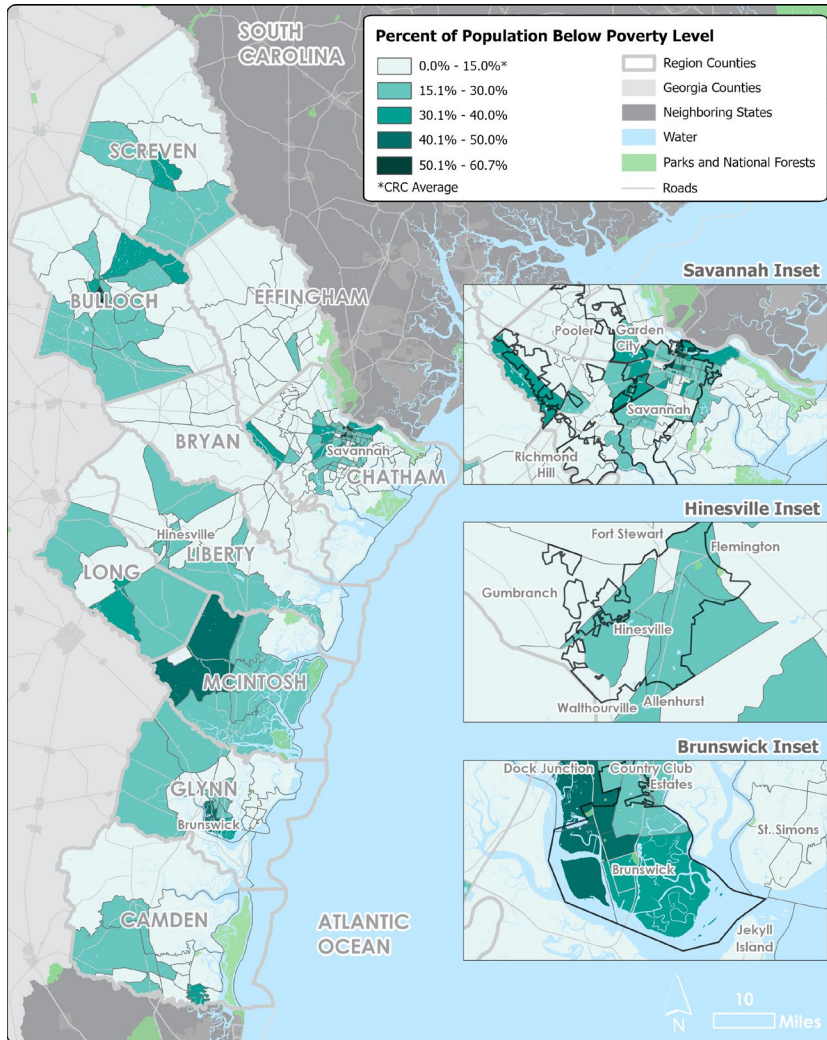 SOUTH
CAROLINA
Percent of Population Below Poverty Level
0.0% - 15.0%*
15.1% - 30.0%
30.1% - 40.0%
40.1% - 50.0%
50.1% - 60.7%
*CRC Average
Region Counties
Georgia Counties
Neighboring States
Water
Parks and National Forests
Roads
SCREVEN
BULLOCH
EFFINGHAM
BRYAN
Savannah
CHATHAM
Hinesville
LIBERTY
LONG
MCINTOSH
GLYNN
Brunswick
CAMDEN
ATLANTIC
OCEAN
Savannah Inset
Pooler
Garden
City
Savannah
Richmond
Hill
Hinesville Inset
Fort Stewart
Flemington
Gumbranch
Hinesville
Walthourville
Allenhurst
Brunswick Inset
Dock Junction
Country Club
Estates
St. Simons
Brunswick
Jekyll
Island
N
10
Miles